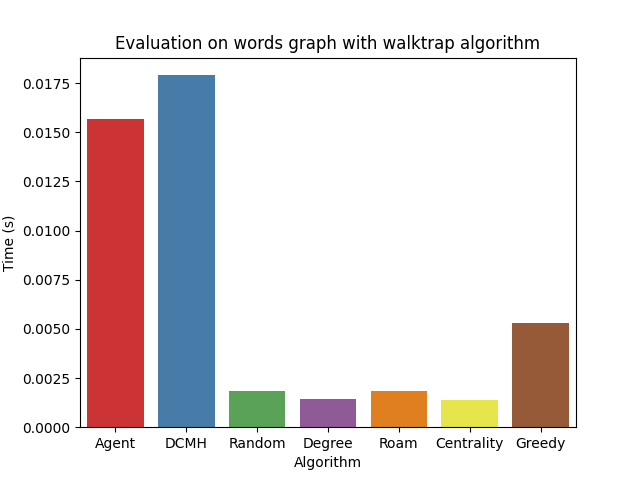 Evaluation on words graph with walktrap algorithm
0.0175
0.0150
0.0125
0.0100
0.0075
0.0050
0.0025
0.0000
Time (s)
Agent DCMH Random Degree Roam Centrality Greedy
Algorithm